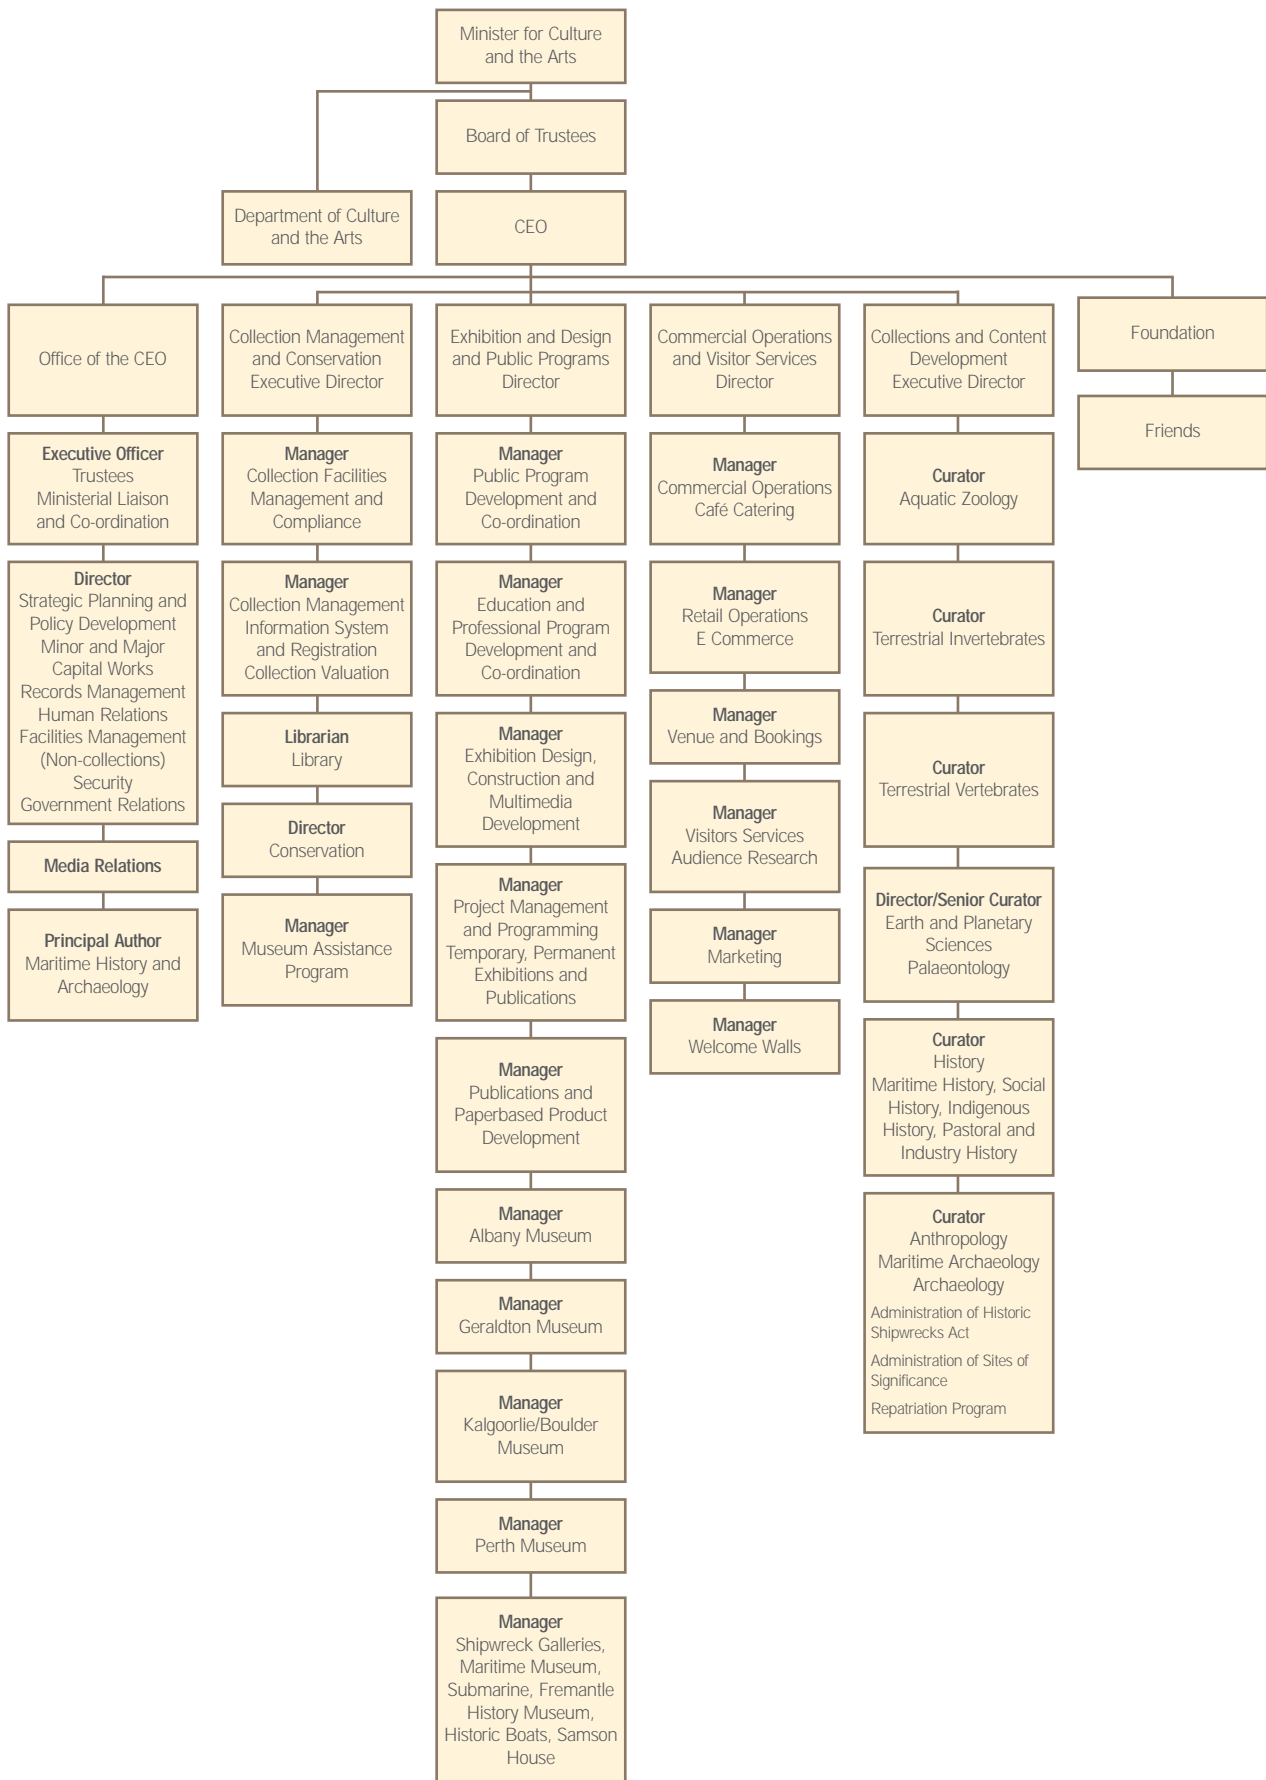 Minister for Culture
and the Arts
Board of Trustees
Department of Culture
and the Arts
CEO
Office of the CEO
Collection Management
and Conservation
Executive Director
Exhibition and Design
and Public Programs
Director
Commercial Operations
and Visitor Services
Director
Collections and Content
Development
Executive Director
Foundation
Friends
Executive Officer
Trustees
Ministerial Liaison
and Co-ordination
Director
Strategic Planning and
Policy Development
Minor and Major
Capital Works
Records Management
Human Relations
Facilities Management
(Non-collections)
Security
Government Relations
Media Relations
Principal Author
Maritime History and
Archaeology
Manager
Collection Facilities
Management and
Compliance
Manager
Collection Management
Information System
and Registration
Collection Valuation
Librarian
Library
Director
Conservation
Manager
Museum Assistance
Program
Manager
Public Program
Development and
Co-ordination
Manager
Education and
Professional Program
Development and
Co-ordination
Manager
Exhibition Design,
Construction and
Multimedia
Development
Manager
Project Management
and Programming
Temporary, Permanent
Exhibitions and
Publications
Manager
Publications and
Paperbased Product
Development
Manager
Albany Museum
Manager
Geraldton Museum
Manager
Kalgoorlie/Boulder
Museum
Manager
Perth Museum
Manager
Shipwreck Galleries,
Maritime Museum,
Submarine, Fremantle
History Museum,
Historic Boats, Samson
House
Manager
Commercial Operations
Café Catering
Manager
Retail Operations
E Commerce
Manager
Venue and Bookings
Manager
Visitors Services
Audience Research
Manager
Marketing
Manager
Welcome Walls
Curator
Aquatic Zoology
Curator
Terrestrial Invertebrates
Curator
Terrestrial Vertebrates
Director/Senior Curator
Earth and Planetary
Sciences
Palaeontology
Curator
History
Maritime History, Social
History, Indigenous
History, Pastoral and
Industry History
Curator
Anthropology
Maritime Archaeology
Archaeology
Administration of Historic
Shipwrecks Act
Administration of Sites of
Significance
Repatriation Program